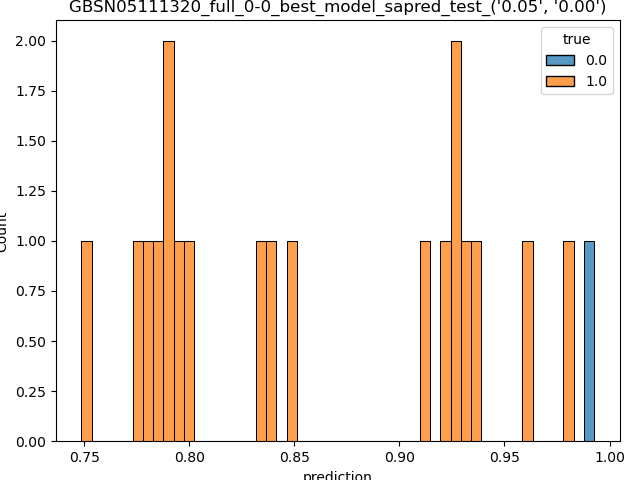 GBSN05111320_full_0-0_best_model_sapred_test_('0.05', '0.00')
true
0.0
1.0
2.00
1.75
1.50
1.25
1.00
0.75
0.50
0.25
0.00
Count
0.75 0.80 0.85 0.90 0.95 1.00
prediction